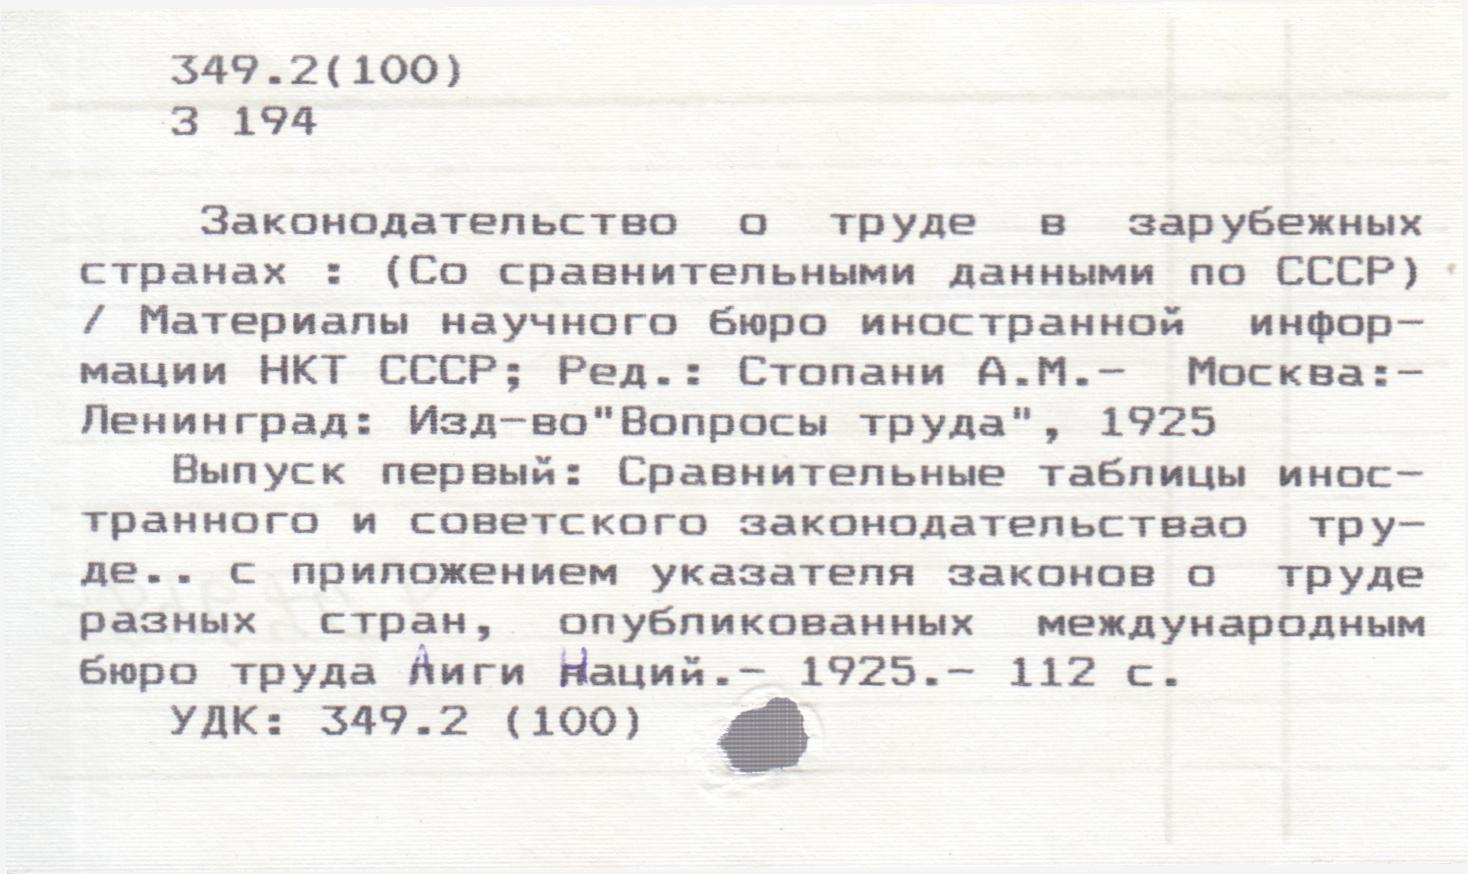 349.2(100)
З 194
Законодательство о труде в зарубежных
странах : (Со сравнительными данными по СССР)
/ Материалы научного бюро иностранной инфор-
мации НКТ СССР; Ред.: Стопани А.М.- Москва:-
Ленинград: Изд-во"Вопросы труда", 1925
Выпуск первый: Сравнительные таблицы инос-
транного и советского законодательствао тру-
де.. с приложением указателя законов о труде
разных стран, опубликованных международным
бюро труда Лиги Наций.- 1925.- 112 с.
УДК: 349.2 (100)